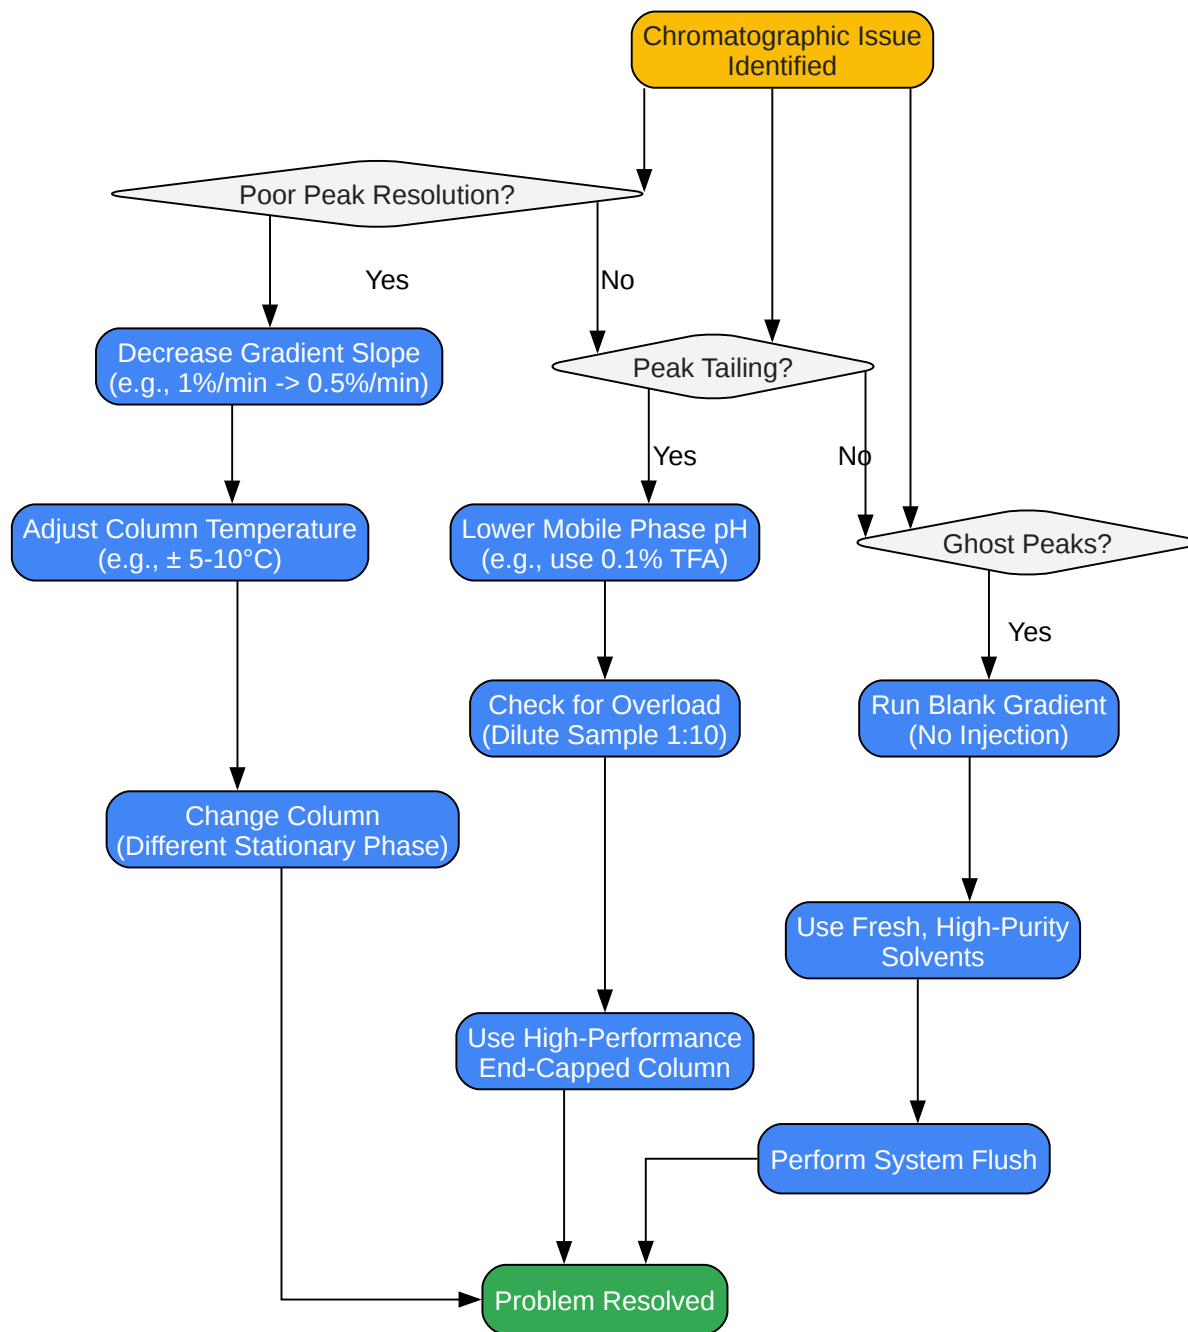 Chromatographic Issue
Identified
Poor Peak Resolution?
Yes
No
Decrease Gradient Slope
(e.g., 1%/min -> 0.5%/min)
Peak Tailing?
Yes
No
Adjust Column Temperature
(e.g., ± 5-10°C)
Lower Mobile Phase pH
(e.g., use 0.1% TFA)
Ghost Peaks?
Yes
Check for Overload
(Dilute Sample 1:10)
Run Blank Gradient
(No Injection)
Change Column
(Different Stationary Phase)
Use Fresh, High-Purity
Solvents
Use High-Performance
End-Capped Column
Perform System Flush
Problem Resolved